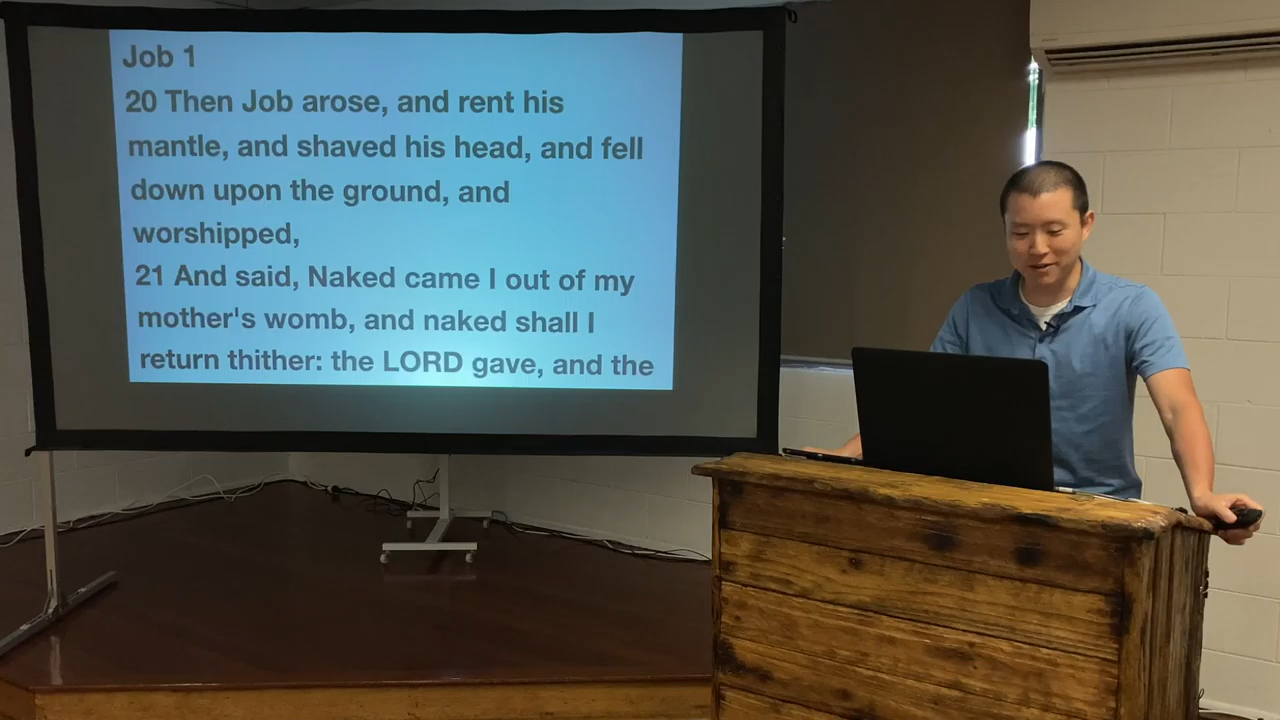 Job 1
20 Then Job arose, and rent his
mantle, and shaved his head, and fell
down upon the ground, and
worshipped,
21 And said, Naked came I out of my
mother's womb, and naked shall I
return thither: the LORD gave, and the